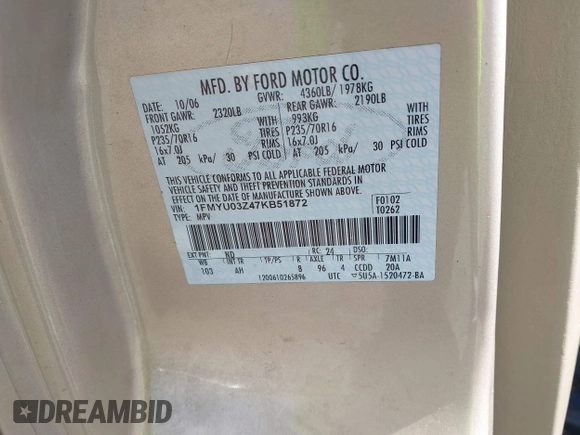 MFD. BY FORD MOTOR CO.
DATE: 10/06 GVWR: 4360LB/ 1978KG
FRONT GAWR: 2320LB REAR GAWR: 2190LB
1052KG WITH 993KG WITH
P235/70R16 TIRES P235/70R16 TIRES
16x7.0J RIMS 16x7.0J RIMS
AT 205 kPa/ 30 PSI COLD AT 205 kPa/ 30 PSI COLD
THIS VEHICLE CONFORMS TO ALL APPLICABLE FEDERAL MOTOR
VEHICLE SAFETY AND THEFT PREVENTION STANDARDS IN
EFFECT ON THE DATE OF MANUFACTURE SHOWN ABOVE.
VIN: 1FMYU03Z47KB51872 F0102
TYPE: MPV T0262
EXT PNT: ND RC: 24 DSO:
WB INT TR TP/PS R AXLE TR SPR 7M11A
103 AH 8 96 4 CCDD 20A
1200610265896 UTC 5U5A-1520472-BA
DREAMBID